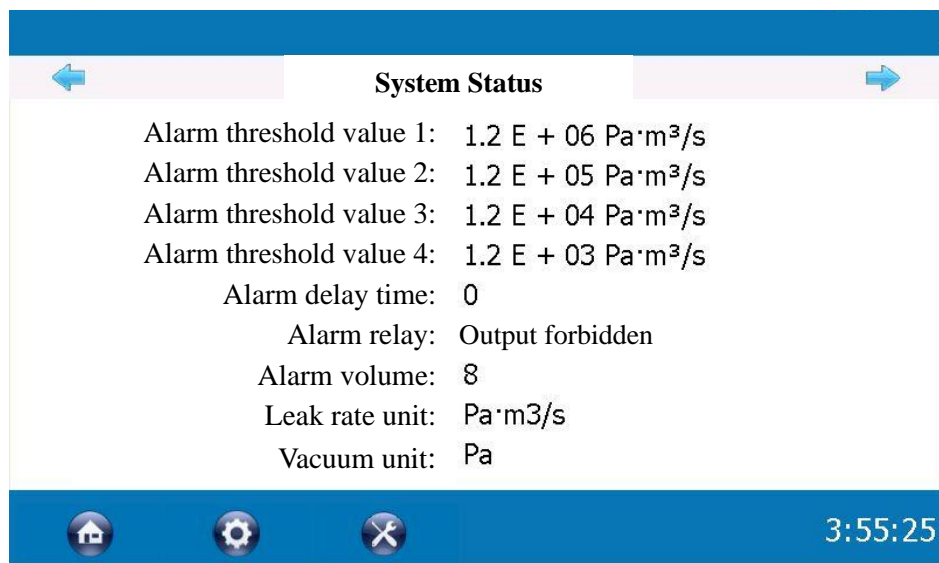 System Status
Alarm threshold value 1: 1.2 E + 06 Pa·m³/s
Alarm threshold value 2: 1.2 E + 05 Pa·m³/s
Alarm threshold value 3: 1.2 E + 04 Pa·m³/s
Alarm threshold value 4: 1.2 E + 03 Pa·m³/s
Alarm delay time: 0
Alarm relay: Output forbidden
Alarm volume: 8
Leak rate unit: Pa·m3/s
Vacuum unit: Pa
3:55:25